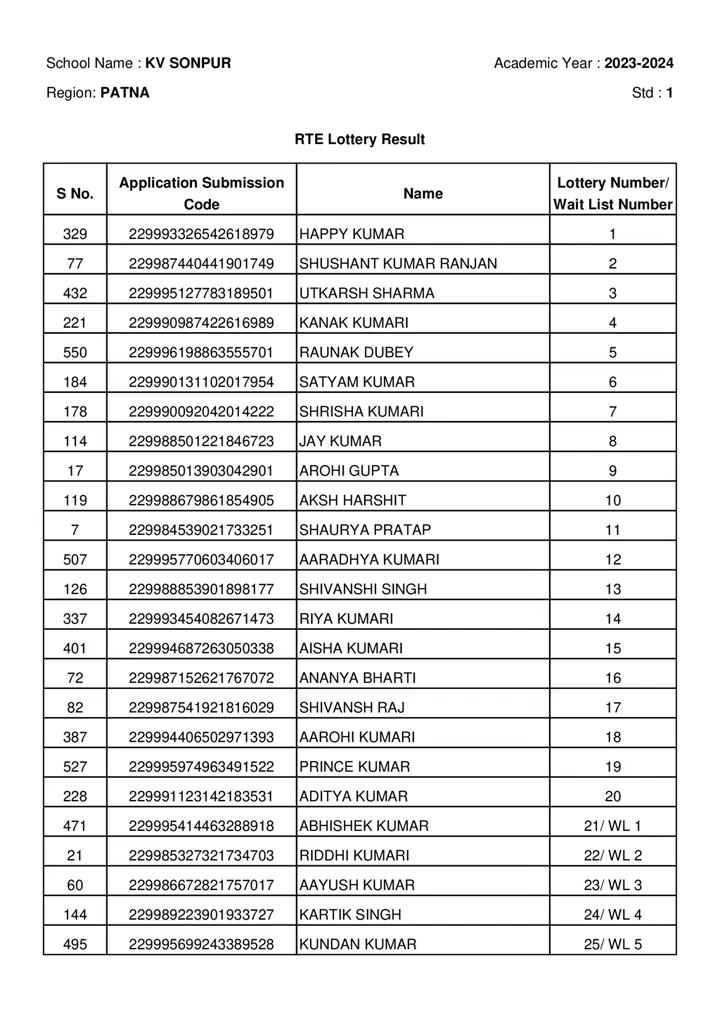 School Name : KV SONPUR Academic Year : 2023-2024
Region: PATNA Std : 1
RTE Lottery Result
S No. Application Submission Code Name Lottery Number/ Wait List Number
329 229993326542618979 HAPPY KUMAR 1
77 229987440441901749 SHUSHANT KUMAR RANJAN 2
432 229995127783189501 UTKARSH SHARMA 3
221 229990987422616989 KANAK KUMARI 4
550 229996198863555701 RAUNAK DUBEY 5
184 229990131102017954 SATYAM KUMAR 6
178 229990092042014222 SHRISHA KUMARI 7
114 229988501221846723 JAY KUMAR 8
17 229985013903042901 AROHI GUPTA 9
119 229988679861854905 AKSH HARSHIT 10
7 229984539021733251 SHAURYA PRATAP 11
507 229995770603406017 AARADHYA KUMARI 12
126 229988853901898177 SHIVANSHI SINGH 13
337 229993454082671473 RIYA KUMARI 14
401 229994687263050338 AISHA KUMARI 15
72 229987152621767072 ANANYA BHARTI 16
82 229987541921816029 SHIVANSH RAJ 17
387 229994406502971393 AAROHI KUMARI 18
527 229995974963491522 PRINCE KUMAR 19
228 229991123142183531 ADITYA KUMAR 20
471 229995414463288918 ABHISHEK KUMAR 21/ WL 1
21 229985327321734703 RIDDHI KUMARI 22/ WL 2
60 229986672821757017 AAYUSH KUMAR 23/ WL 3
144 229989223901933727 KARTIK SINGH 24/ WL 4
495 229995699243389528 KUNDAN KUMAR 25/ WL 5